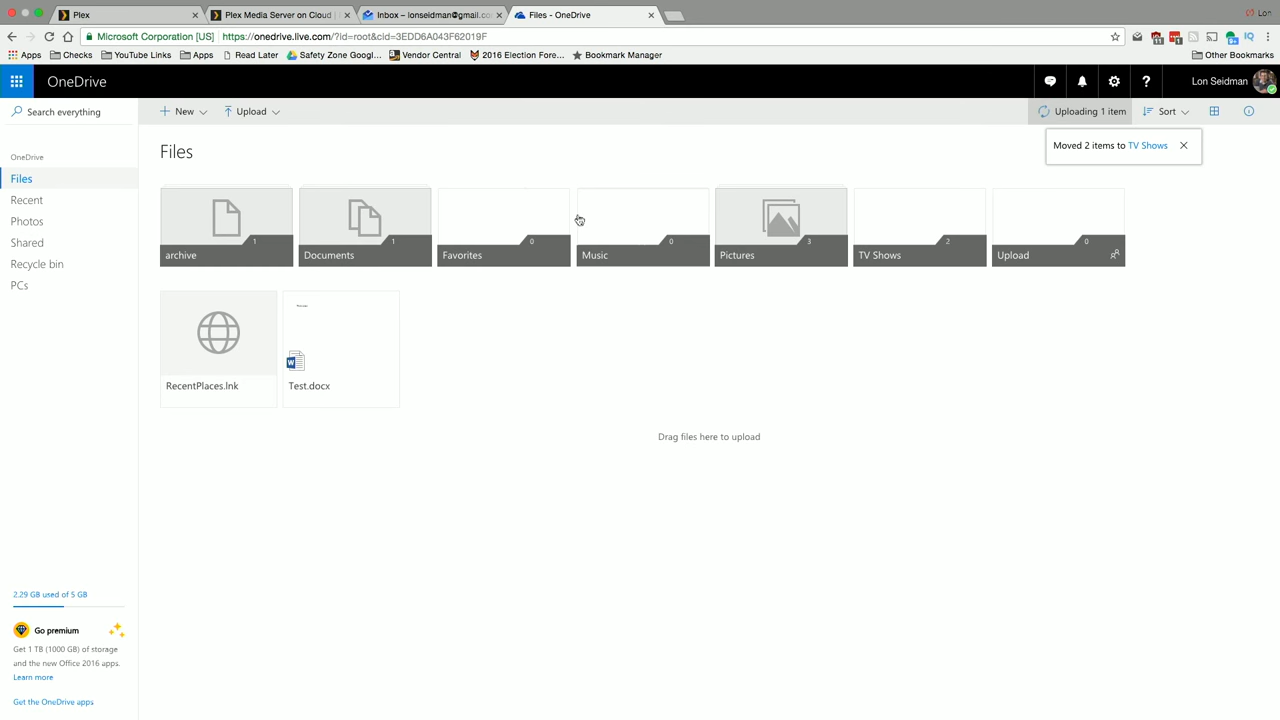 Plex
Plex Media Server on Cloud
Inbox – lonseidman@gmail.co
Files - OneDrive
Lon
Microsoft Corporation [US] https://onedrive.live.com/?id=root&cid=3EDD6A043F62019F
Apps Checks YouTube Links Apps Read Later Safety Zone Googl... Vendor Central 2016 Election Fore... Bookmark Manager Other Bookmarks
OneDrive
Lon Seidman
Search everything
New
Upload
Uploading 1 item
Sort
Moved 2 items to TV Shows
OneDrive
Files
Recent
Photos
Shared
Recycle bin
PCs
Files
1
archive
1
Documents
0
Favorites
0
Music
3
Pictures
2
TV Shows
0
Upload
RecentPlaces.lnk
Test.docx
Drag files here to upload
2.29 GB used of 5 GB
Go premium
Get 1 TB (1000 GB) of storage
and the new Office 2016 apps.
Learn more
Get the OneDrive apps